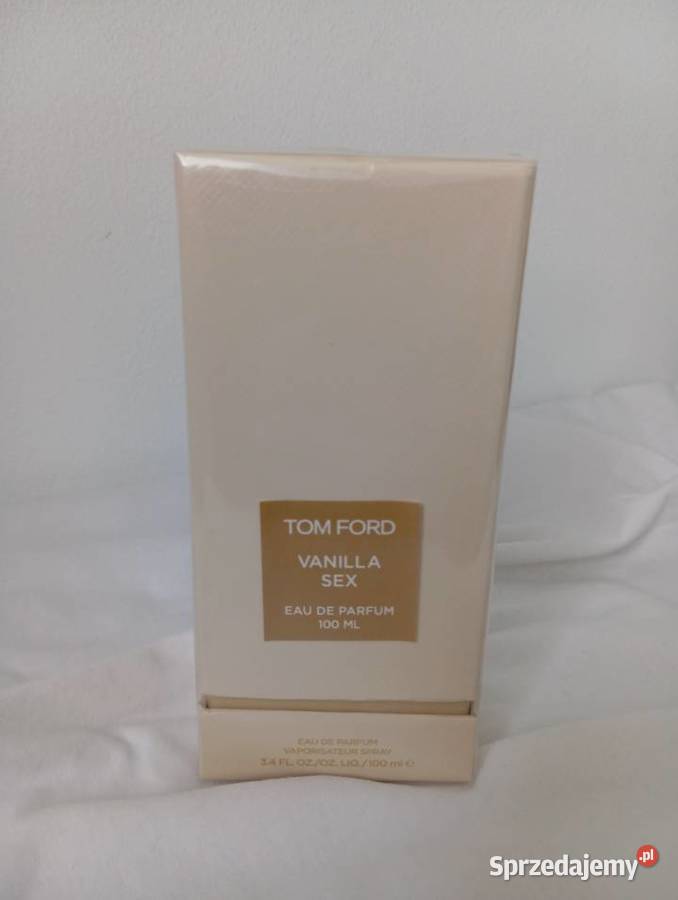 TOM FORD
VANILLA
SEX
EAU DE PARFUM
100 ML
EAU DE PARFUM
VAPORISATEUR SPRAY
3.4 FL. OZ./OZ. LIQ./100 ml ℮
Sprzedajemy.pl